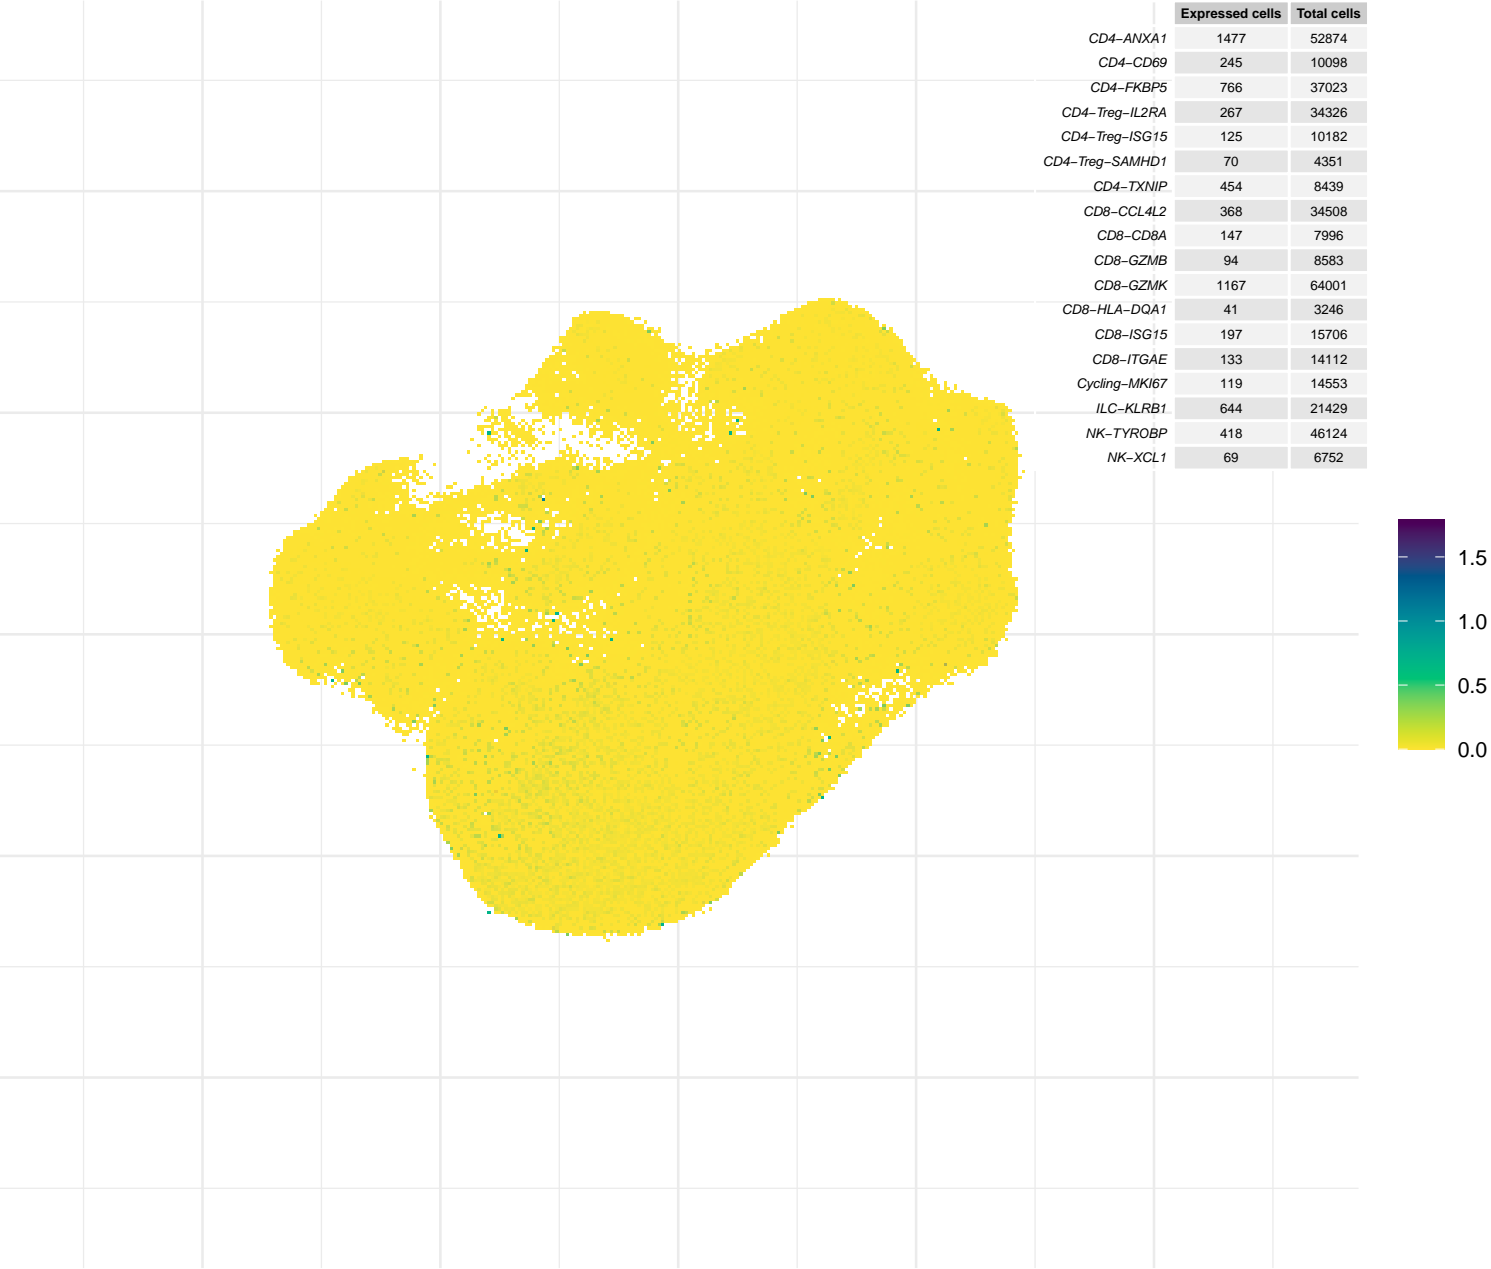 Expressed cells Total cells
CD4−ANXA1 1477 52874
CD4−CD69 245 10098
CD4−FKBP5 766 37023
CD4−Treg−IL2RA 267 34326
CD4−Treg−ISG15 125 10182
CD4−Treg−SAMHD1 70 4351
CD4−TXNIP 454 8439
CD8−CCL4L2 368 34508
CD8−CD8A 147 7996
CD8−GZMB 94 8583
CD8−GZMK 1167 64001
CD8−HLA−DQA1 41 3246
CD8−ISG15 197 15706
CD8−ITGAE 133 14112
Cycling−MKI67 119 14553
ILC−KLRB1 644 21429
NK−TYROBP 418 46124
NK−XCL1 69 6752
1.5
1.0
0.5
0.0